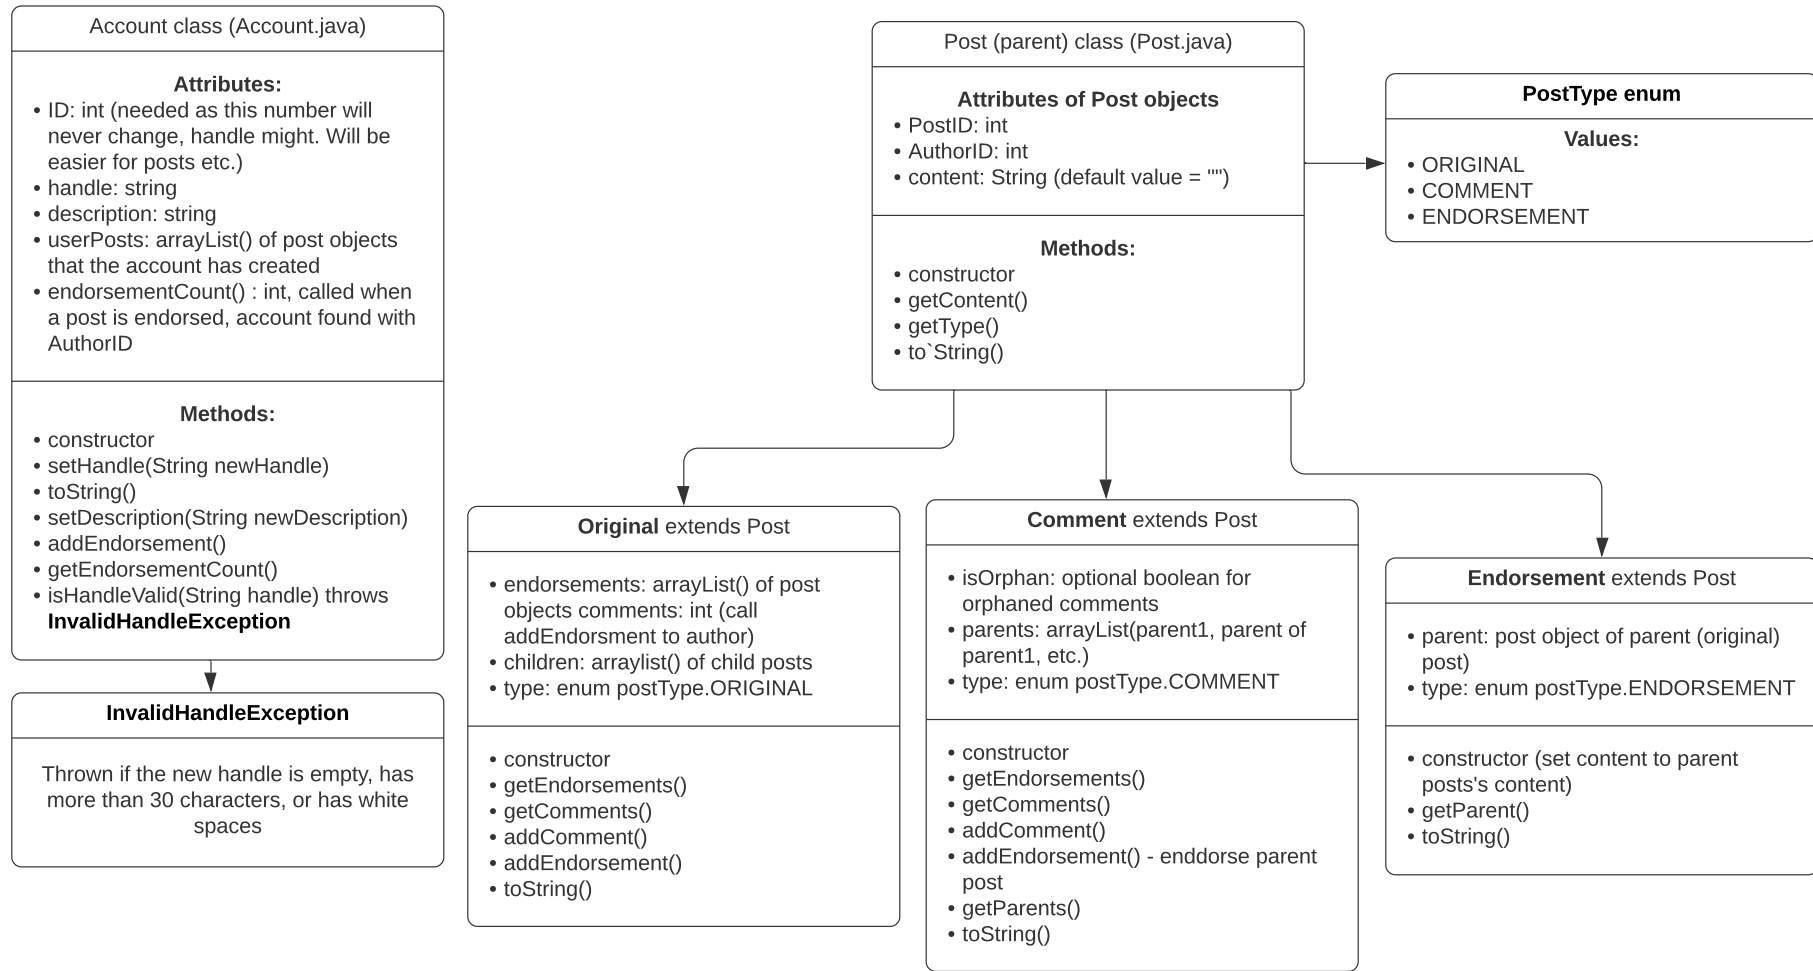 Account class (Account.java)
Attributes:
• ID: int (needed as this number will
never change, handle might. Will be
easier for posts etc.)
• handle: string
• description: string
• userPosts: arrayList() of post objects
that the account has created
• endorsementCount() : int, called when
a post is endorsed, account found with
AuthorID
Methods:
• constructor
• setHandle(String newHandle)
• toString()
• setDescription(String newDescription)
• addEndorsement()
• getEndorsementCount()
• isHandleValid(String handle) throws
InvalidHandleException
InvalidHandleException
Thrown if the new handle is empty, has
more than 30 characters, or has white
spaces
Post (parent) class (Post.java)
Attributes of Post objects
• PostID: int
• AuthorID: int
• content: String (default value = "")
Methods:
• constructor
• getContent()
• getType()
• to`String()
PostType enum
Values:
• ORIGINAL
• COMMENT
• ENDORSEMENT
Original extends Post
• endorsements: arrayList() of post
objects comments: int (call
addEndorsment to author)
• children: arraylist() of child posts
• type: enum postType.ORIGINAL
• constructor
• getEndorsements()
• getComments()
• addComment()
• addEndorsement()
• toString()
Comment extends Post
• isOrphan: optional boolean for
orphaned comments
• parents: arrayList(parent1, parent of
parent1, etc.)
• type: enum postType.COMMENT
• constructor
• getEndorsements()
• getComments()
• addComment()
• addEndorsement() - enddorse parent
post
• getParents()
• toString()
Endorsement extends Post
• parent: post object of parent (original)
post)
• type: enum postType.ENDORSEMENT
• constructor (set content to parent
posts's content)
• getParent()
• toString()